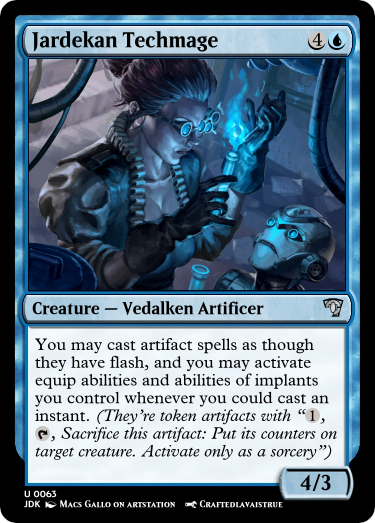 Jardekan Techmage 4
Creature — Vedalken Artificer
You may cast artifact spells as though
they have flash, and you may activate
equip abilities and abilities of implants
you control whenever you could cast an
instant. (They're token artifacts with “1,
, Sacrifice this artifact: Put its counters on
target creature. Activate only as a sorcery”)
4/3
U 0063
JDK Macs Gallo on artstation Craftedlavaistrue